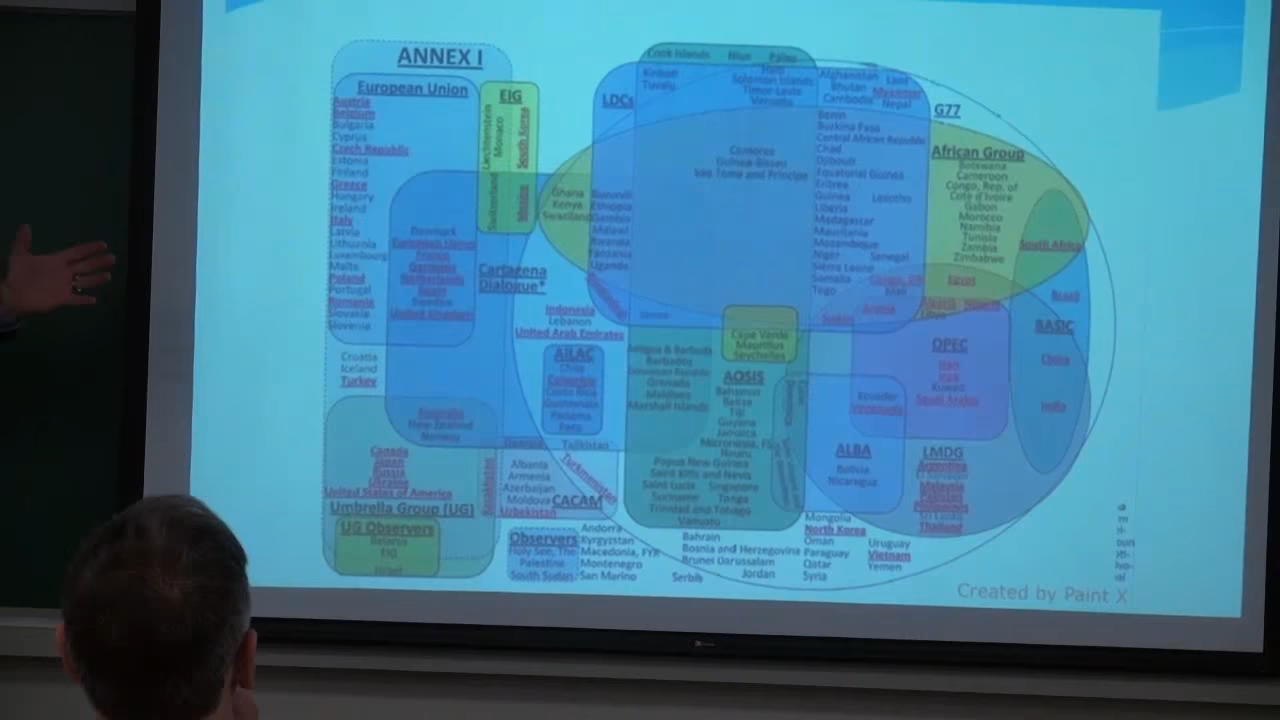 ANNEX I
European Union
Austria
Belgium
Bulgaria
Cyprus
Czech Republic
Estonia
Finland
Greece
Hungary
Ireland
Italy
Latvia
Lithuania
Luxembourg
Malta
Poland
Portugal
Romania
Slovakia
Slovenia
Croatia
Iceland
Turkey
Denmark
European Union
France
Germany
Netherlands
Spain
Sweden
United Kingdom
EIG
Liechtenstein
Monaco
South Korea
Switzerland
Mexico
Cartagena
Dialogue*
Australia
New Zealand
Norway
Canada
Japan
Russia
Ukraine
United States of America
Umbrella Group (UG)
UG Observers
Belarus
Israel
Kazakhstan
LDCs
Cook Islands Niue Palau
Kiribati
Tuvalu
Haiti
Solomon Islands
Timor-Leste
Vanuatu
Afghanistan Laos
Bhutan Myanmar
Cambodia Nepal
G77
Comoros
Guinea-Bissau
Sao Tome and Principe
Benin
Burkina Faso
Central African Republic
Chad
Djibouti
Equatorial Guinea
Eritrea
Guinea Lesotho
Liberia
Madagascar
Mauritania
Mozambique
Niger Senegal
Sierra Leone
Somalia
Togo Mali
Sudan
Ghana
Kenya
Swaziland
Burundi
Ethiopia
Gambia
Malawi
Rwanda
Tanzania
Uganda
African Group
Botswana
Cameroon
Congo, Rep. of
Cote d'Ivoire
Gabon
Morocco
Namibia
Tunisia
Zambia
Zimbabwe
Egypt
South Africa
Brazil
BASIC
China
India
OPEC
Iran
Iraq
Kuwait
Saudi Arabia
Ecuador
Venezuela
ALBA
Bolivia
Nicaragua
LMDG
Argentina
El Salvador
Malaysia
Pakistan
Philippines
Sri Lanka
Thailand
Indonesia
Lebanon
United Arab Emirates
AILAC
Chile
Colombia
Costa Rica
Guatemala
Panama
Peru
Tajikistan
Turkmenistan
Albania
Armenia
Azerbaijan
Moldova
Uzbekistan
CACAM
Cape Verde
Mauritius
Seychelles
Antigua & Barbuda
Barbados
Dominican Republic
Grenada
Maldives
Marshall Islands
AOSIS
Bahamas
Belize
Fiji
Guyana
Jamaica
Micronesia, FS
Nauru
Papua New Guinea
Saint Kitts and Nevis
Saint Lucia Singapore
Suriname Tonga
Trinidad and Tobago
Vanuatu
Observers
Holy See, The
Palestine
South Sudan
Andorra
Kyrgyzstan
Macedonia, FYR
Montenegro
San Marino
Serbia
Bahrain
Bosnia and Herzegovina
Brunei Darussalam
Jordan
Mongolia
North Korea
Oman
Paraguay
Qatar
Syria
Uruguay
Vietnam
Yemen
Created by Paint X